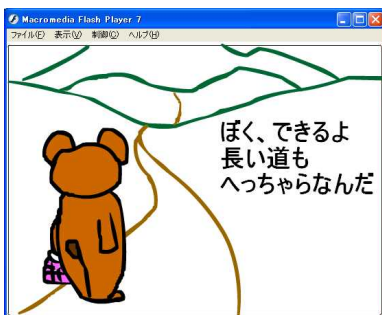 Macromedia Flash Player 7
ファイル(F) 表示(V) 制御(C) ヘルプ(H)
ぼく、できるよ
長い道も
へっちゃらなんだ